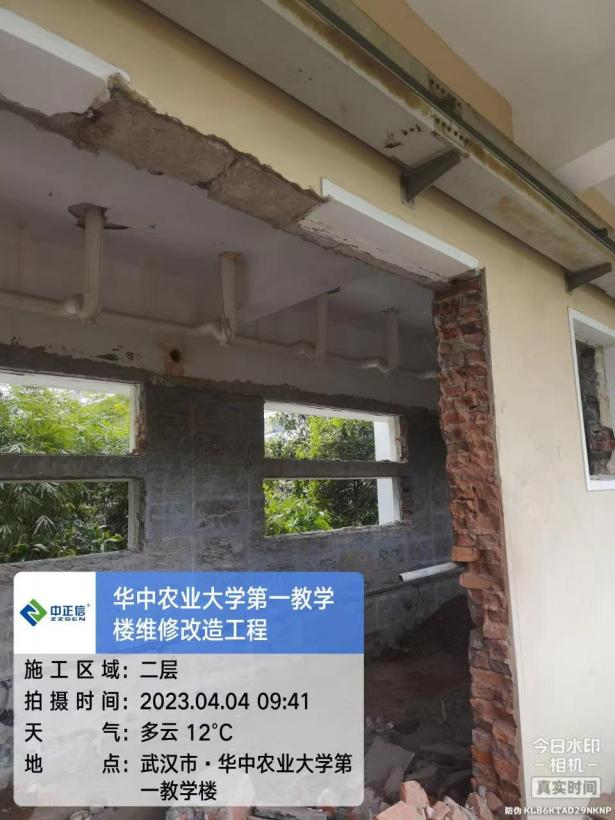 中正信
ZZGEN
华中农业大学第一教学
楼维修改造工程
施工区域：二层
拍摄时间：2023.04.04 09:41
天气：多云 12°C
地点：武汉市·华中农业大学第
一教学楼
今日水印
-相机-
真实时间
防伪 KLB6KTAD29NKNP